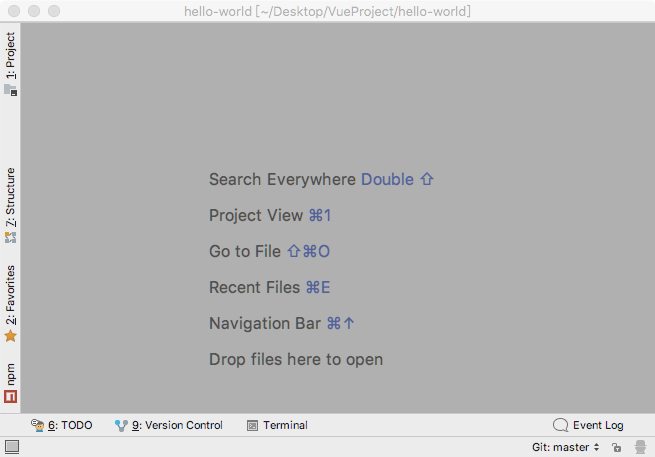 hello-world [~/Desktop/VueProject/hello-world]
1: Project
7: Structure
2: Favorites
npm
Search Everywhere Double ⇧
Project View ⌘1
Go to File ⇧⌘O
Recent Files ⌘E
Navigation Bar ⌘↑
Drop files here to open
6: TODO 9: Version Control Terminal Event Log
Git: master